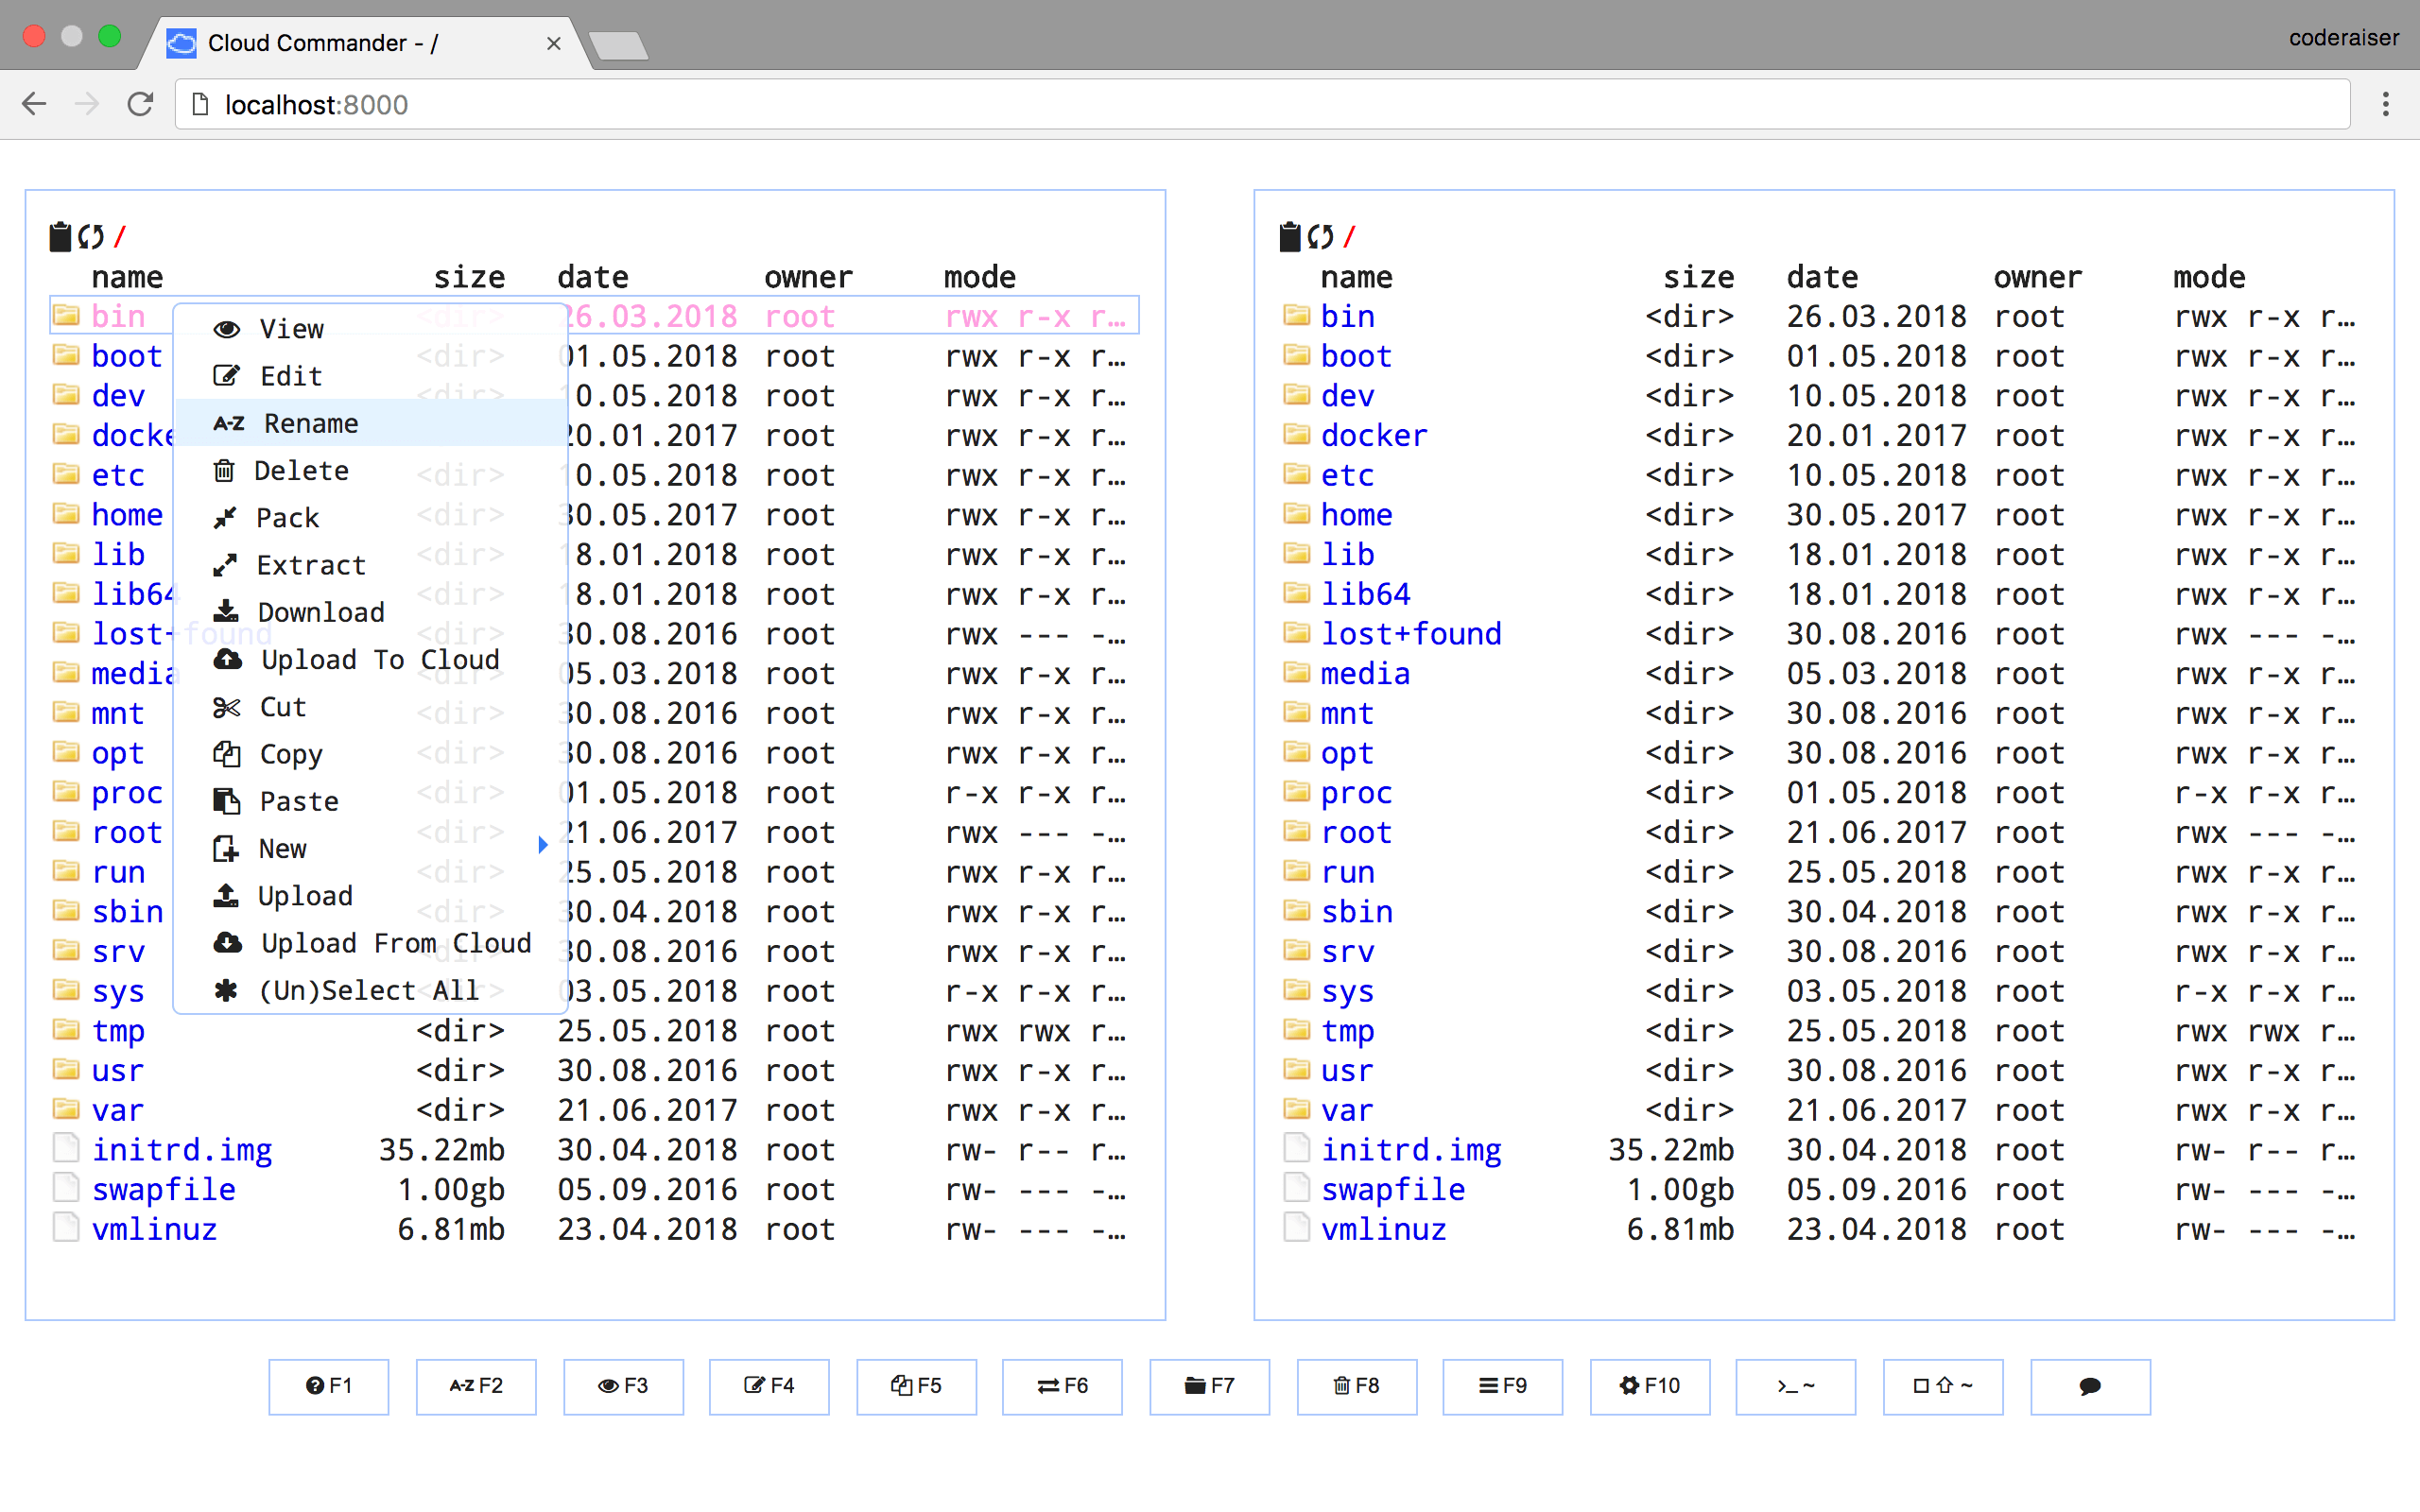 Cloud Commander - /
coderaiser
localhost:8000
/
name size date owner mode
bin <dir> 26.03.2018 root rwx r-x r…
boot <dir> 01.05.2018 root rwx r-x r…
dev <dir> 10.05.2018 root rwx r-x r…
docke 20.01.2017 root rwx r-x r…
etc <dir> 10.05.2018 root rwx r-x r…
home <dir> 30.05.2017 root rwx r-x r…
lib <dir> 18.01.2018 root rwx r-x r…
lib64 <dir> 18.01.2018 root rwx r-x r…
lost+found <dir> 30.08.2016 root rwx --- -…
media <dir> 05.03.2018 root rwx r-x r…
mnt <dir> 30.08.2016 root rwx r-x r…
opt <dir> 30.08.2016 root rwx r-x r…
proc <dir> 01.05.2018 root r-x r-x r…
root <dir> 21.06.2017 root rwx --- -…
run <dir> 25.05.2018 root rwx r-x r…
sbin <dir> 30.04.2018 root rwx r-x r…
srv <dir> 30.08.2016 root rwx r-x r…
sys <dir> 03.05.2018 root r-x r-x r…
tmp <dir> 25.05.2018 root rwx rwx r…
usr <dir> 30.08.2016 root rwx r-x r…
var <dir> 21.06.2017 root rwx r-x r…
initrd.img 35.22mb 30.04.2018 root rw- r-- r…
swapfile 1.00gb 05.09.2016 root rw- --- -…
vmlinuz 6.81mb 23.04.2018 root rw- --- -…
View
Edit
A-Z Rename
Delete
Pack
Extract
Download
Upload To Cloud
Cut
Copy
Paste
New
Upload
Upload From Cloud
(Un)Select All
/
name size date owner mode
bin <dir> 26.03.2018 root rwx r-x r…
boot <dir> 01.05.2018 root rwx r-x r…
dev <dir> 10.05.2018 root rwx r-x r…
docker <dir> 20.01.2017 root rwx r-x r…
etc <dir> 10.05.2018 root rwx r-x r…
home <dir> 30.05.2017 root rwx r-x r…
lib <dir> 18.01.2018 root rwx r-x r…
lib64 <dir> 18.01.2018 root rwx r-x r…
lost+found <dir> 30.08.2016 root rwx --- -…
media <dir> 05.03.2018 root rwx r-x r…
mnt <dir> 30.08.2016 root rwx r-x r…
opt <dir> 30.08.2016 root rwx r-x r…
proc <dir> 01.05.2018 root r-x r-x r…
root <dir> 21.06.2017 root rwx --- -…
run <dir> 25.05.2018 root rwx r-x r…
sbin <dir> 30.04.2018 root rwx r-x r…
srv <dir> 30.08.2016 root rwx r-x r…
sys <dir> 03.05.2018 root r-x r-x r…
tmp <dir> 25.05.2018 root rwx rwx r…
usr <dir> 30.08.2016 root rwx r-x r…
var <dir> 21.06.2017 root rwx r-x r…
initrd.img 35.22mb 30.04.2018 root rw- r-- r…
swapfile 1.00gb 05.09.2016 root rw- --- -…
vmlinuz 6.81mb 23.04.2018 root rw- --- -…
F1 A-Z F2 F3 F4 F5 F6 F7 F8 F9 F10 >_ ~ ~